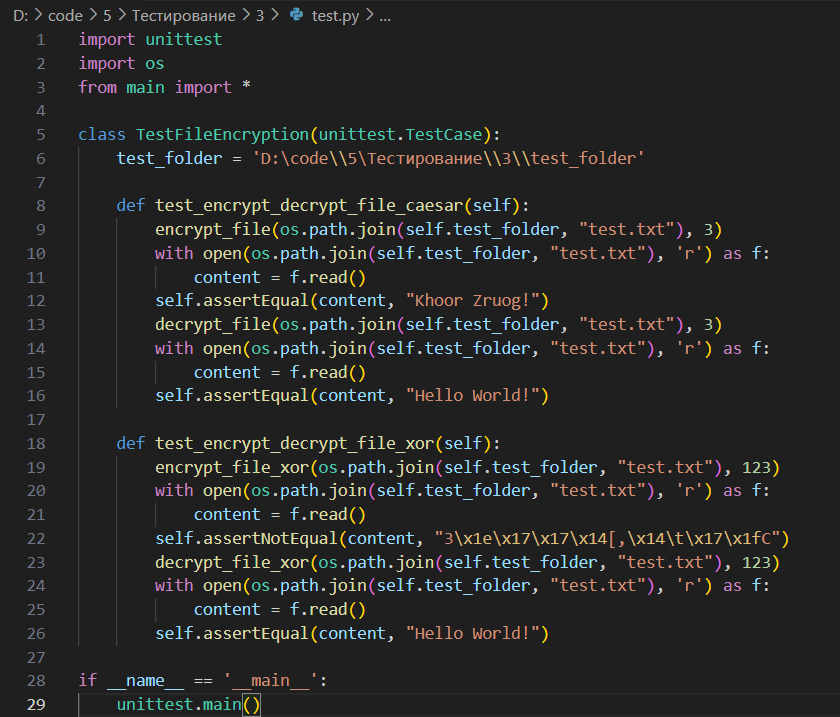 D: > code > 5 > Тестирование > 3 > test.py > ...
1 import unittest
2 import os
3 from main import *
4
5 class TestFileEncryption(unittest.TestCase):
6     test_folder = 'D:\code\\5\Тестирование\\3\\test_folder'
7
8     def test_encrypt_decrypt_file_caesar(self):
9         encrypt_file(os.path.join(self.test_folder, "test.txt"), 3)
10         with open(os.path.join(self.test_folder, "test.txt"), 'r') as f:
11             content = f.read()
12         self.assertEqual(content, "Khoor Zruog!")
13         decrypt_file(os.path.join(self.test_folder, "test.txt"), 3)
14         with open(os.path.join(self.test_folder, "test.txt"), 'r') as f:
15             content = f.read()
16         self.assertEqual(content, "Hello World!")
17
18     def test_encrypt_decrypt_file_xor(self):
19         encrypt_file_xor(os.path.join(self.test_folder, "test.txt"), 123)
20         with open(os.path.join(self.test_folder, "test.txt"), 'r') as f:
21             content = f.read()
22         self.assertNotEqual(content, "3\x1e\x17\x17\x14[,\x14\t\x17\x1fC")
23         decrypt_file_xor(os.path.join(self.test_folder, "test.txt"), 123)
24         with open(os.path.join(self.test_folder, "test.txt"), 'r') as f:
25             content = f.read()
26         self.assertEqual(content, "Hello World!")
27
28 if __name__ == '__main__':
29     unittest.main()